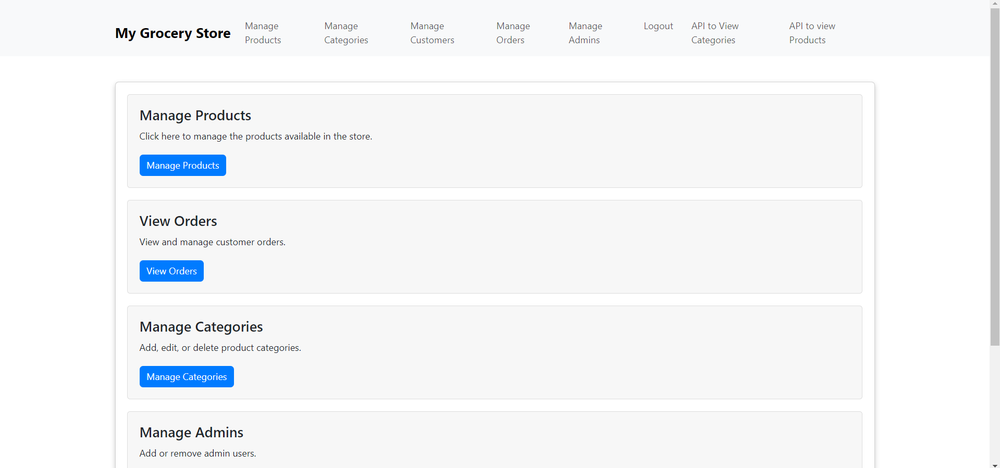 My Grocery Store
Manage
Products
Manage
Categories
Manage
Customers
Manage
Orders
Manage
Admins
Logout
API to View
Categories
API to view
Products
Manage Products
Click here to manage the products available in the store.
Manage Products
View Orders
View and manage customer orders.
View Orders
Manage Categories
Add, edit, or delete product categories.
Manage Categories
Manage Admins
Add or remove admin users.